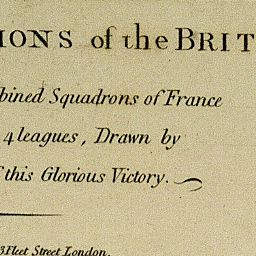 IONS of the BRIT
bined Squadrons of France
4 leagues, Drawn by
this Glorious Victory.
3 Fleet Street London.